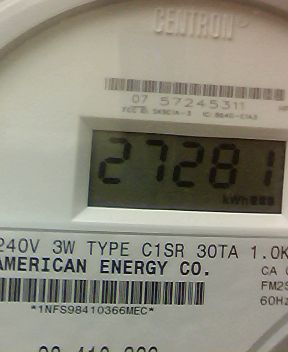 CENTRON
07 57245311
27281
kWh
240V 3W TYPE C1SR 30TA 1.0K
AMERICAN ENERGY CO.
CA
FM2S
60Hz
*1NFS98410366MEC*